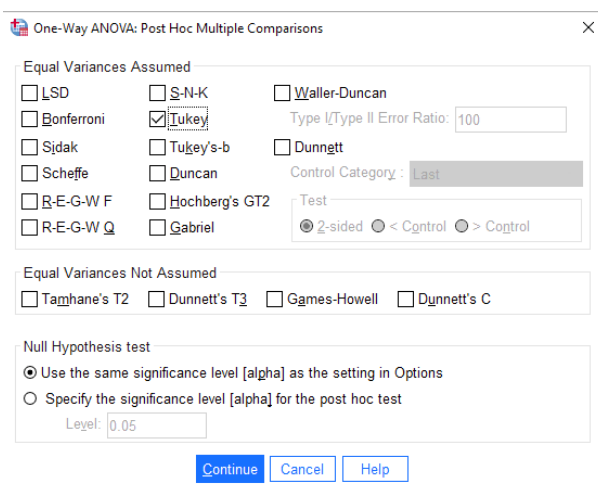 One-Way ANOVA: Post Hoc Multiple Comparisons
Equal Variances Assumed
LSD
S-N-K
Waller-Duncan
Bonferroni
Tukey
Type I/Type II Error Ratio: 100
Sidak
Tukey's-b
Dunnett
Scheffe
Duncan
Control Category : Last
R-E-G-W F
Hochberg's GT2
Test
R-E-G-W Q
Gabriel
2-sided < Control > Control
Equal Variances Not Assumed
Tamhane's T2 Dunnett's T3 Games-Howell Dunnett's C
Null Hypothesis test
Use the same significance level [alpha] as the setting in Options
Specify the significance level [alpha] for the post hoc test
Level: 0.05
Continue Cancel Help